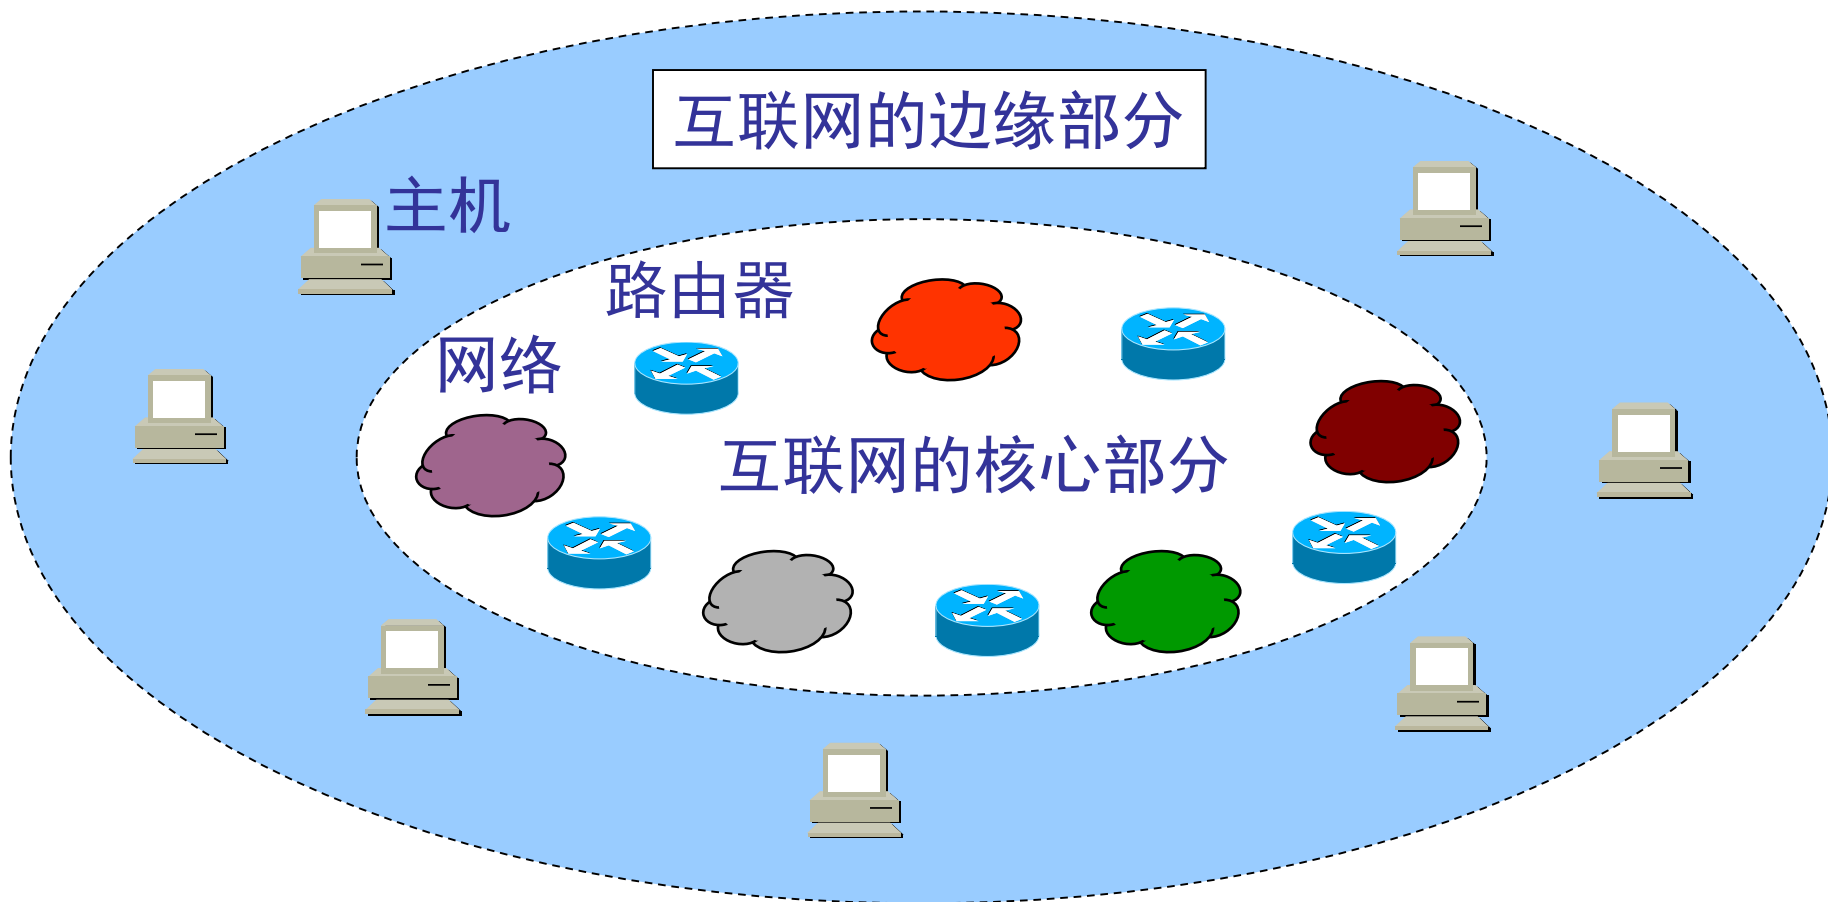 互联网的边缘部分
主机
路由器
网络
互联网的核心部分